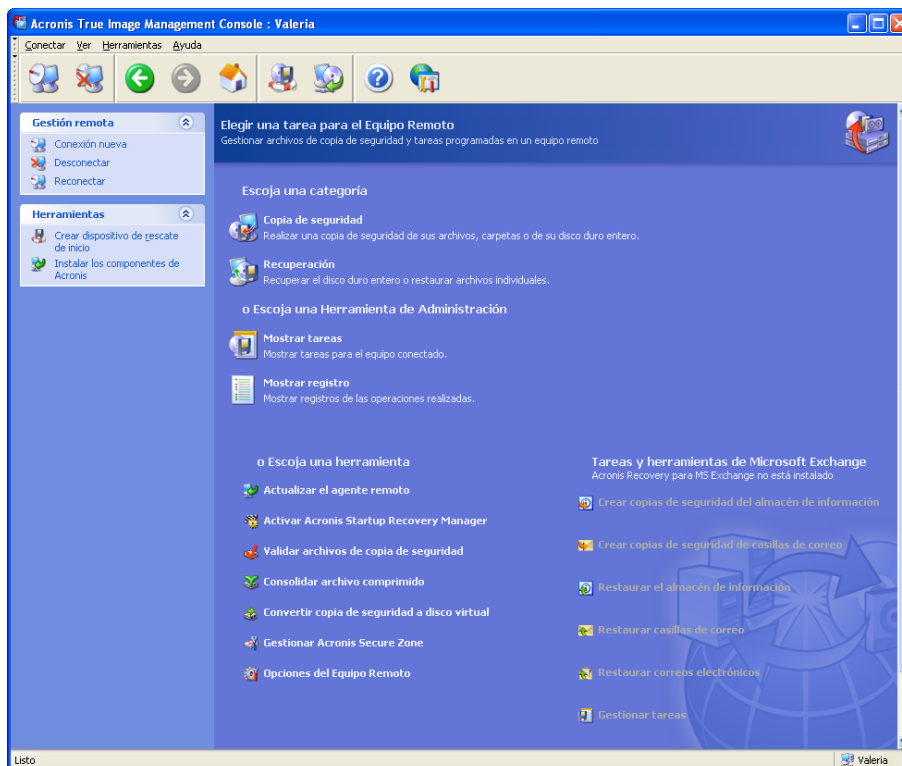 Acronis True Image Management Console : Valeria
Conectar Ver Herramientas Ayuda
Gestión remota
Conexión nueva
Desconectar
Reconectar
Herramientas
Crear dispositivo de rescate
de inicio
Instalar los componentes de
Acronis
Elegir una tarea para el Equipo Remoto
Gestionar archivos de copia de seguridad y tareas programadas en un equipo remoto
Escoja una categoría
Copia de seguridad
Realizar una copia de seguridad de sus archivos, carpetas o de su disco duro entero.
Recuperación
Recuperar el disco duro entero o restaurar archivos individuales.
o Escoja una Herramienta de Administración
Mostrar tareas
Mostrar tareas para el equipo conectado.
Mostrar registro
Mostrar registros de las operaciones realizadas.
o Escoja una herramienta
Actualizar el agente remoto
Activar Acronis Startup Recovery Manager
Validar archivos de copia de seguridad
Consolidar archivo comprimido
Convertir copia de seguridad a disco virtual
Gestionar Acronis Secure Zone
Opciones del Equipo Remoto
Tareas y herramientas de Microsoft Exchange
Acronis Recovery para MS Exchange no está instalado
Crear copias de seguridad del almacén de información
Crear copias de seguridad de casillas de correo
Restaurar el almacén de información
Restaurar casillas de correo
Restaurar correos electrónicos
Gestionar tareas
Listo
Valeria